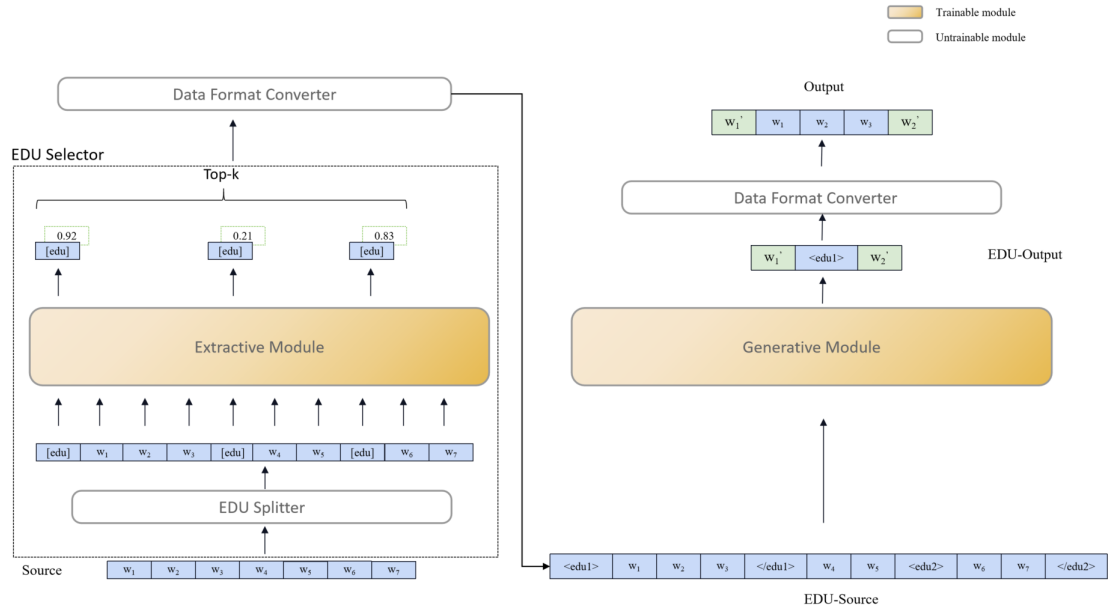 Trainable module
Untrainable module
Data Format Converter
EDU Selector
Top-k
0.92 0.21 0.83
[edu] [edu] [edu]
Extractive Module
[edu] w₁ w₂ w₃ [edu] w₄ w₅ [edu] w₆ w₇
EDU Splitter
Source w₁ w₂ w₃ w₄ w₅ w₆ w₇
Output
w₁' w₁ w₂ w₃ w₂'
Data Format Converter
w₁' <edu1> w₂' EDU-Output
Generative Module
<edu1> w₁ w₂ w₃ </edu1> w₄ w₅ <edu2> w₆ w₇ </edu2>
EDU-Source